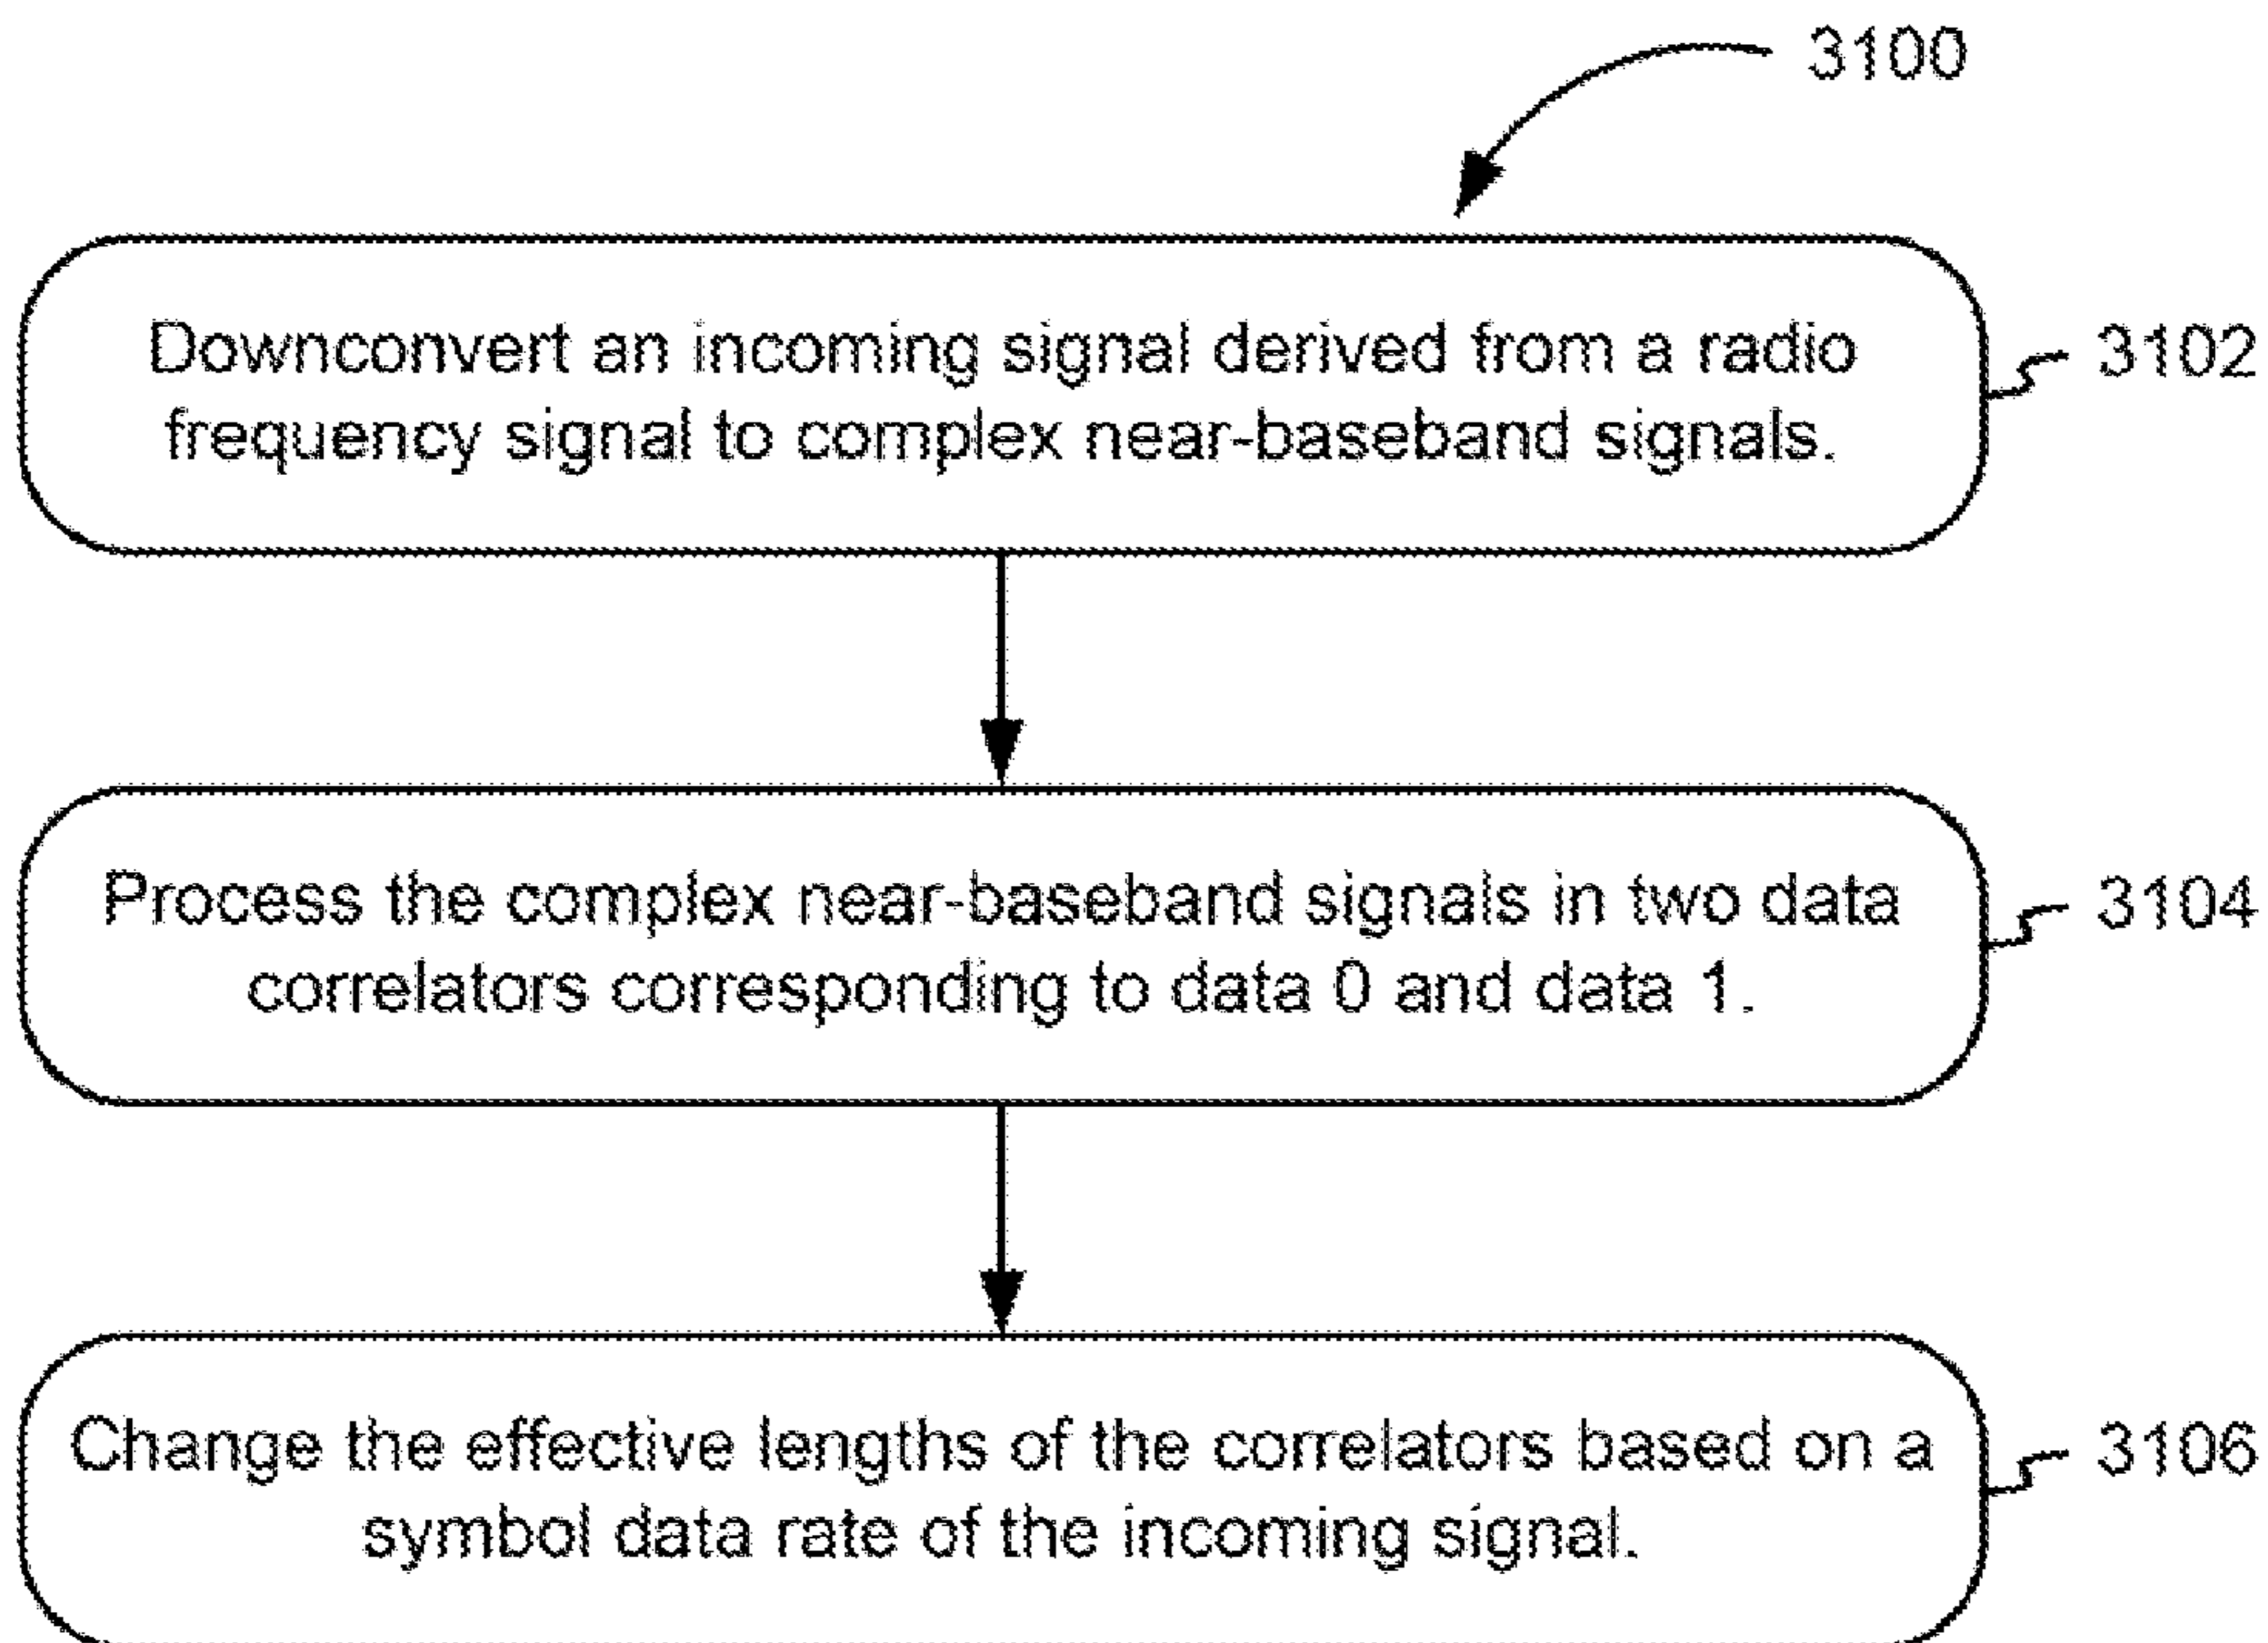 3100
Downconvert an incoming signal derived from a radio
frequency signal to complex near-baseband signals.
3102
Process the complex near-baseband signals in two data
correlators corresponding to data 0 and data 1.
3104
Change the effective lengths of the correlators based on a
symbol data rate of the incoming signal.
3106